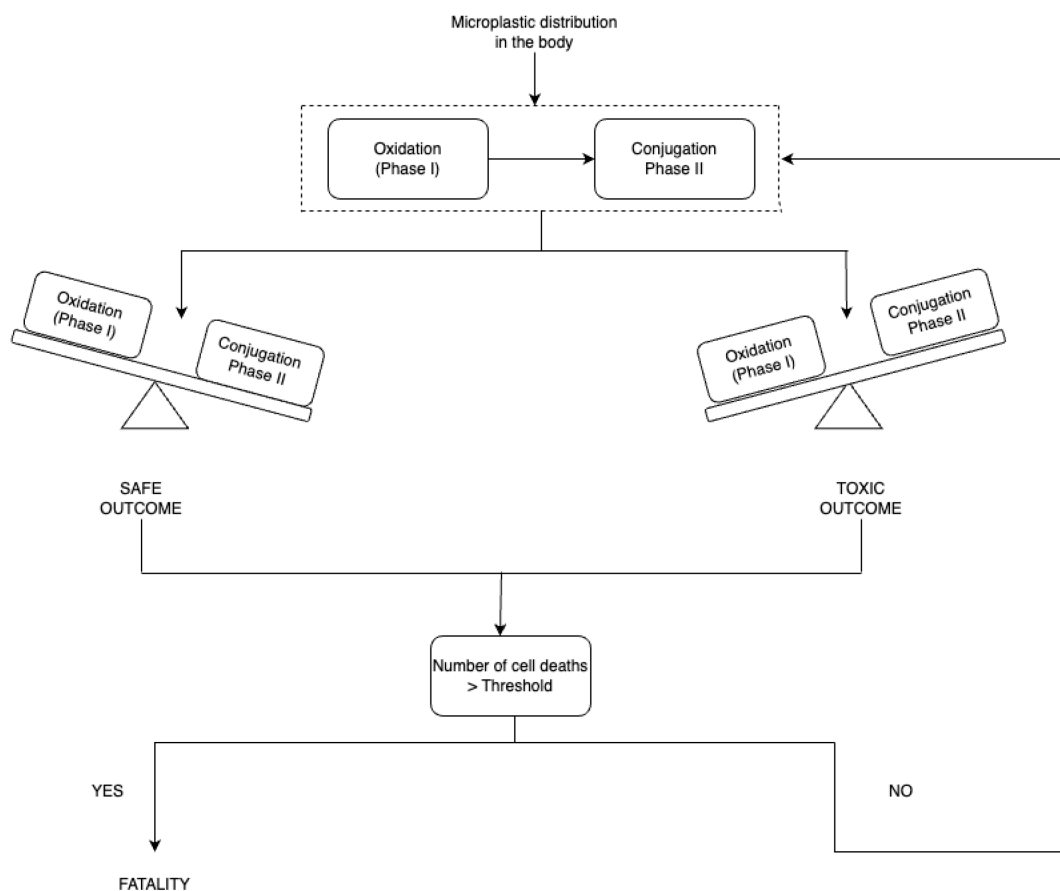 Microplastic distribution
in the body
Oxidation
(Phase I)
Conjugation
Phase II
Oxidation
(Phase I)
Conjugation
Phase II
Oxidation
(Phase I)
Conjugation
Phase II
SAFE
OUTCOME
TOXIC
OUTCOME
Number of cell deaths
> Threshold
YES
NO
FATALITY